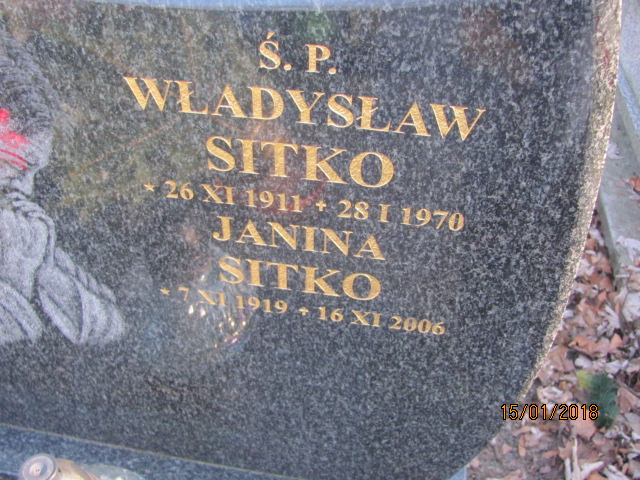 Ś. P.
WŁADYSŁAW
SITKO
* 26 XI 1911 + 28 I 1970
JANINA
SITKO
* 7 XI 1919 + 16 XI 2006
15/01/2018